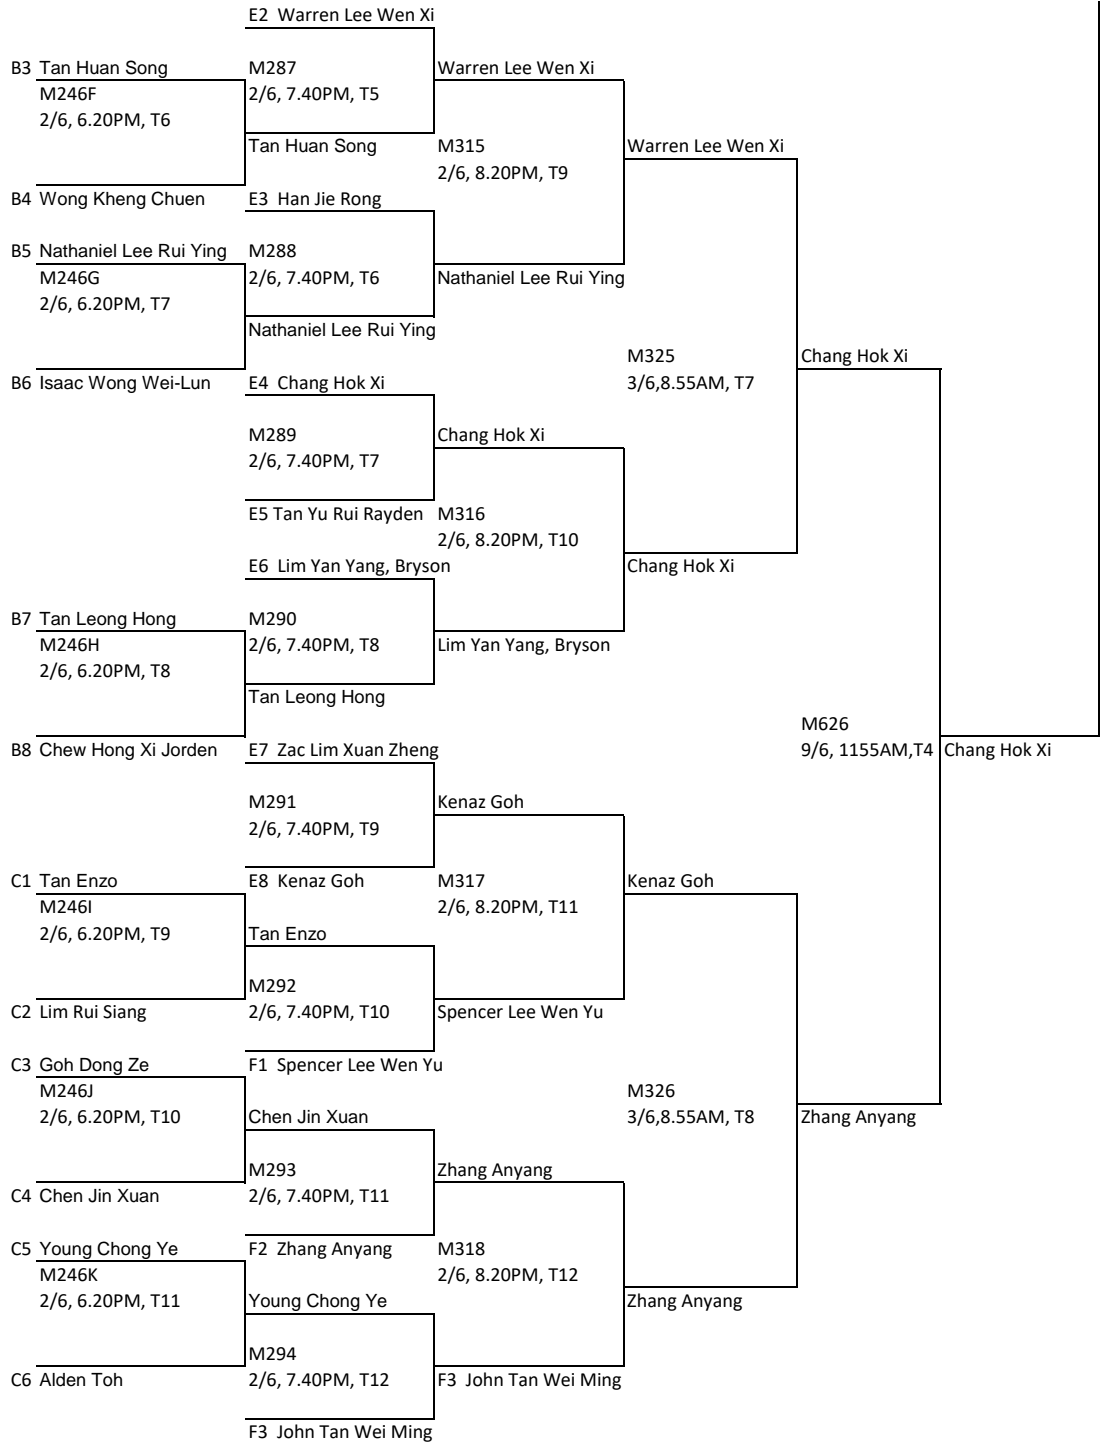 E2 Warren Lee Wen Xi
B3 Tan Huan Song
M287
Warren Lee Wen Xi
M246F
2/6, 7.40PM, T5
2/6, 6.20PM, T6
Tan Huan Song
M315
Warren Lee Wen Xi
2/6, 8.20PM, T9
B4 Wong Kheng Chuen
E3 Han Jie Rong
B5 Nathaniel Lee Rui Ying
M288
M246G
2/6, 7.40PM, T6
Nathaniel Lee Rui Ying
2/6, 6.20PM, T7
Nathaniel Lee Rui Ying
M325
Chang Hok Xi
B6 Isaac Wong Wei-Lun
E4 Chang Hok Xi
3/6,8.55AM, T7
M289
Chang Hok Xi
2/6, 7.40PM, T7
E5 Tan Yu Rui Rayden
M316
2/6, 8.20PM, T10
E6 Lim Yan Yang, Bryson
Chang Hok Xi
B7 Tan Leong Hong
M290
M246H
2/6, 7.40PM, T8
Lim Yan Yang, Bryson
2/6, 6.20PM, T8
Tan Leong Hong
M626
B8 Chew Hong Xi Jorden
E7 Zac Lim Xuan Zheng
9/6, 1155AM,T4
Chang Hok Xi
M291
Kenaz Goh
2/6, 7.40PM, T9
C1 Tan Enzo
E8 Kenaz Goh
M317
Kenaz Goh
M246I
2/6, 8.20PM, T11
2/6, 6.20PM, T9
Tan Enzo
M292
C2 Lim Rui Siang
2/6, 7.40PM, T10
Spencer Lee Wen Yu
C3 Goh Dong Ze
F1 Spencer Lee Wen Yu
M246J
M326
2/6, 6.20PM, T10
Chen Jin Xuan
3/6,8.55AM, T8
Zhang Anyang
M293
Zhang Anyang
C4 Chen Jin Xuan
2/6, 7.40PM, T11
C5 Young Chong Ye
F2 Zhang Anyang
M318
M246K
2/6, 8.20PM, T12
2/6, 6.20PM, T11
Young Chong Ye
Zhang Anyang
M294
C6 Alden Toh
2/6, 7.40PM, T12
F3 John Tan Wei Ming
F3 John Tan Wei Ming